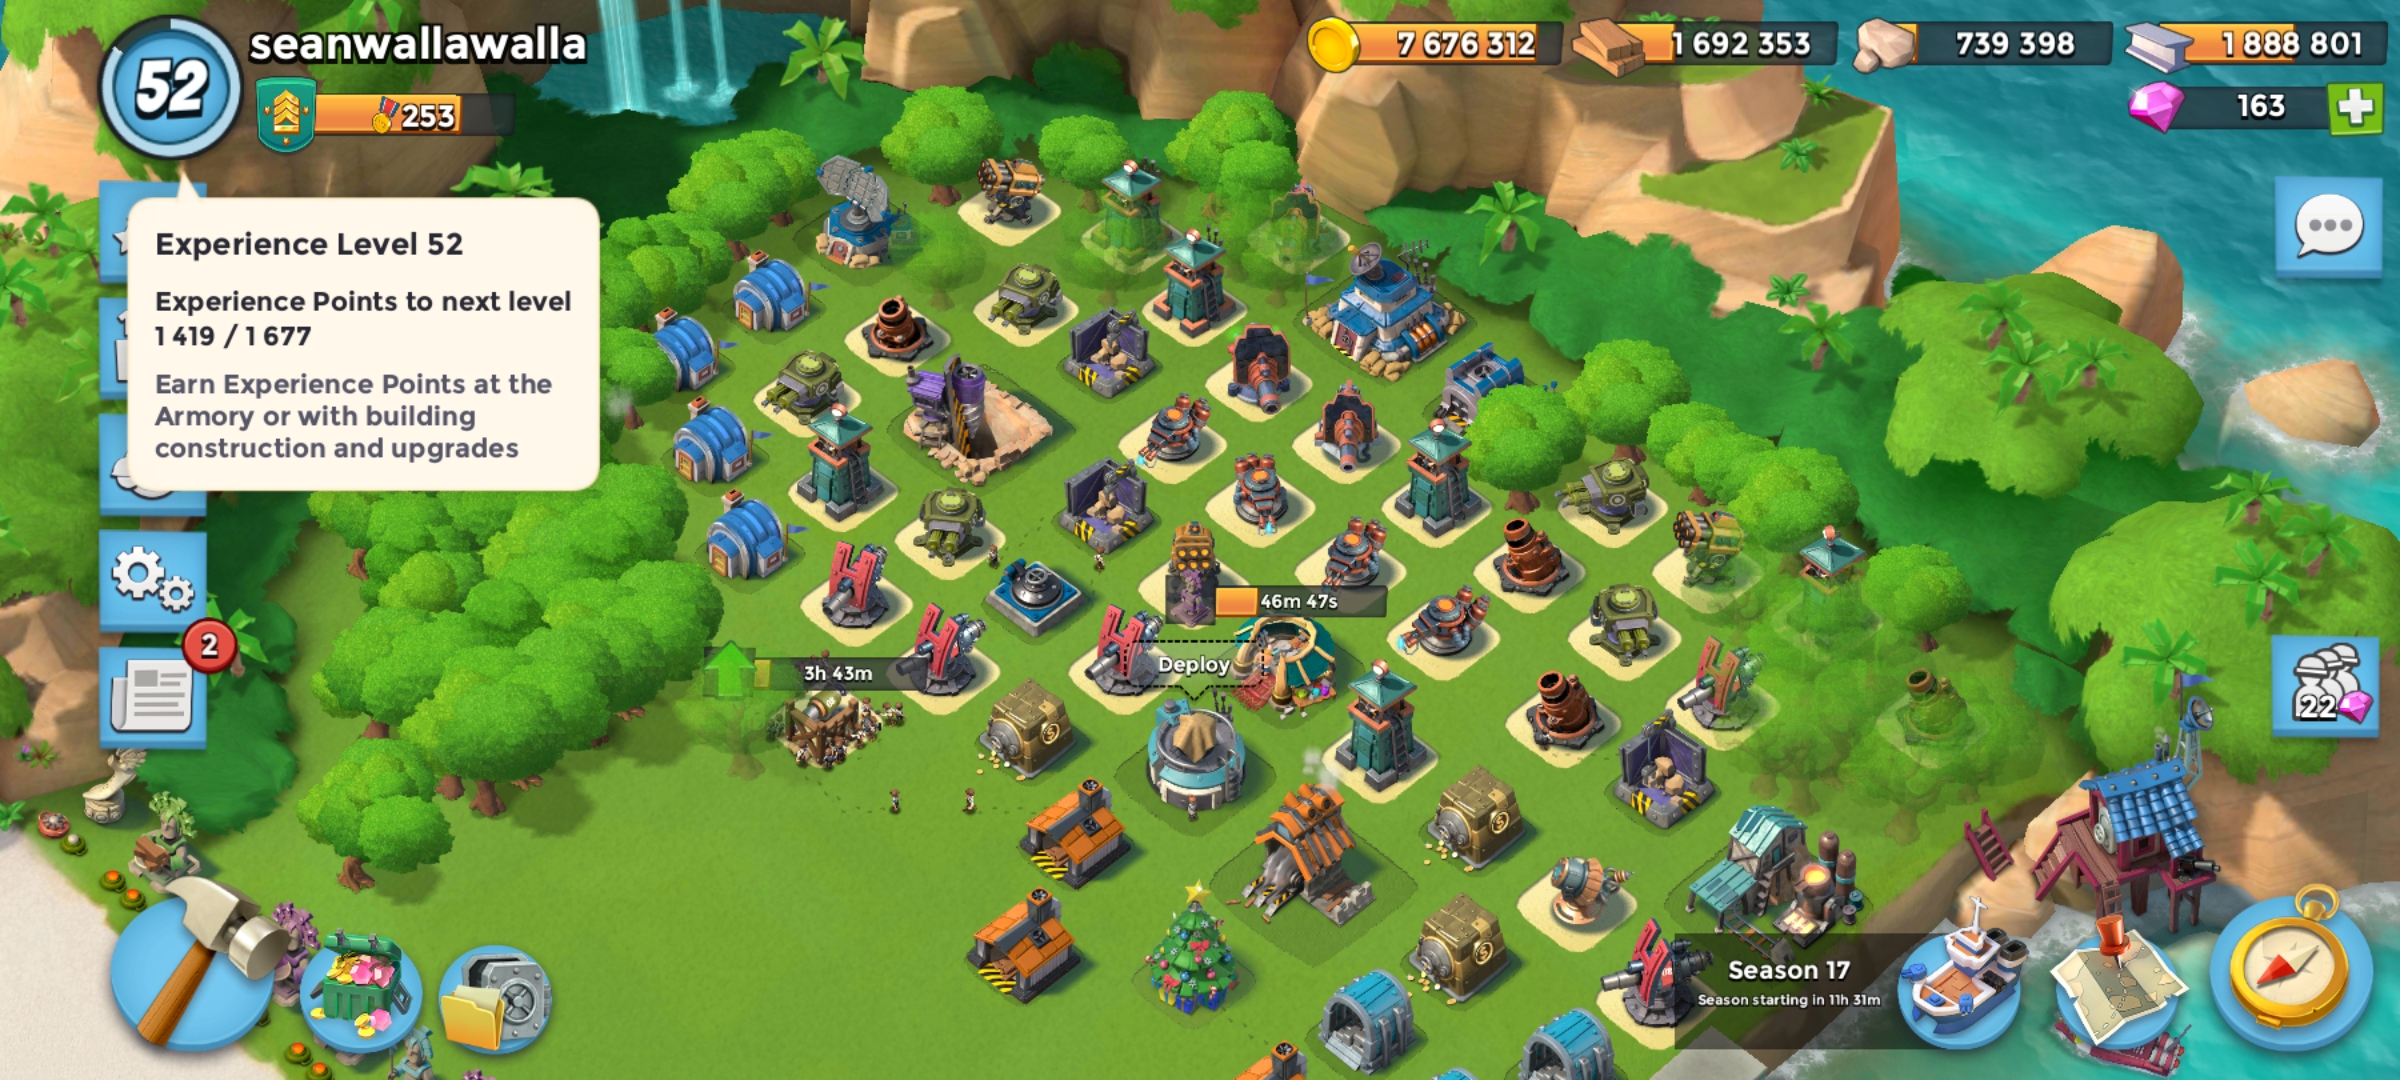 52
seanwallawalla
253
7 676 312
1 692 353
739 398
1 888 801
163
Experience Level 52
Experience Points to next level
1 419 / 1 677
Earn Experience Points at the
Armory or with building
construction and upgrades
46m 47s
2
3h 43m
Deploy
22
Season 17
Season starting in 11h 31m